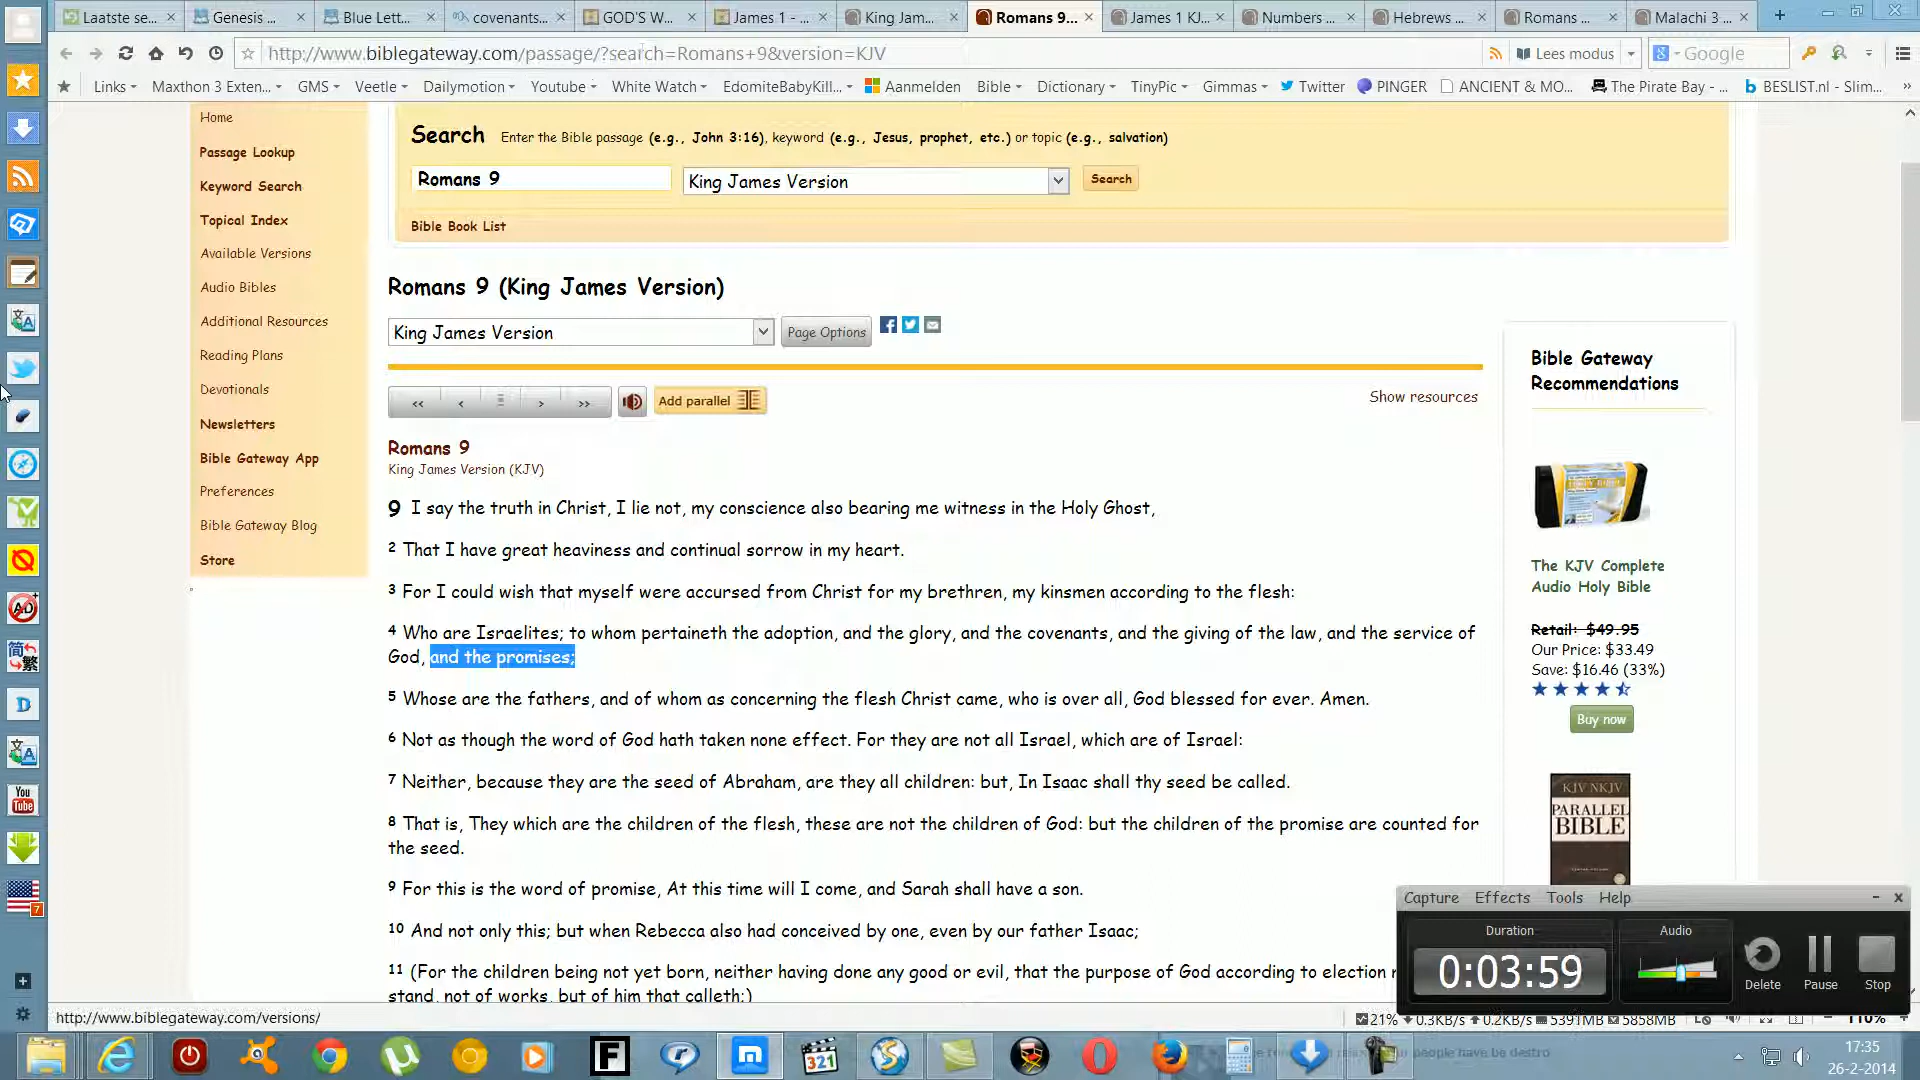 Laatste se...
Genesis ...
Blue Lett...
covenants...
GOD'S W...
James 1 - ...
King Jam...
Romans 9...
James 1 KJ...
Numbers ...
Hebrews ...
Romans ...
Malachi 3 ...
http://www.biblegateway.com/passage/?search=Romans+9&version=KJV
Lees modus
Google
Links
Maxthon 3 Exten...
GMS
Veetle
Dailymotion
Youtube
White Watch
EdomiteBabyKill...
Aanmelden
Bible
Dictionary
TinyPic
Gimmas
Twitter
PINGER
ANCIENT & MO...
The Pirate Bay - ...
BESLIST.nl - Slim...
Home
Passage Lookup
Keyword Search
Topical Index
Available Versions
Audio Bibles
Additional Resources
Reading Plans
Devotionals
Newsletters
Bible Gateway App
Preferences
Bible Gateway Blog
Store
Search Enter the Bible passage (e.g., John 3:16), keyword (e.g., Jesus, prophet, etc.) or topic (e.g., salvation)
Romans 9
King James Version
Search
Bible Book List
Romans 9 (King James Version)
King James Version
Page Options
Add parallel
Show resources
Romans 9
King James Version (KJV)
9 I say the truth in Christ, I lie not, my conscience also bearing me witness in the Holy Ghost,
2 That I have great heaviness and continual sorrow in my heart.
3 For I could wish that myself were accursed from Christ for my brethren, my kinsmen according to the flesh:
4 Who are Israelites; to whom pertaineth the adoption, and the glory, and the covenants, and the giving of the law, and the service of
God, and the promises;
5 Whose are the fathers, and of whom as concerning the flesh Christ came, who is over all, God blessed for ever. Amen.
6 Not as though the word of God hath taken none effect. For they are not all Israel, which are of Israel:
7 Neither, because they are the seed of Abraham, are they all children: but, In Isaac shall thy seed be called.
8 That is, They which are the children of the flesh, these are not the children of God: but the children of the promise are counted for
the seed.
9 For this is the word of promise, At this time will I come, and Sarah shall have a son.
10 And not only this; but when Rebecca also had conceived by one, even by our father Isaac;
11 (For the children being not yet born, neither having done any good or evil, that the purpose of God according to election
stand, not of works, but of him that calleth;)
Bible Gateway
Recommendations
The KJV Complete
Audio Holy Bible
Retail: $49.95
Our Price: $33.49
Save: $16.46 (33%)
Buy now
KJV NKJV
PARALLEL
BIBLE
Capture Effects Tools Help
Duration
0:03:59
Audio
Delete
Pause
Stop
AD
简
繁
D
You
Tube
7
http://www.biblegateway.com/versions/
21% 0.3KB/s 0.2KB/s 5391MB 5858MB
110%
F
321
people have be destro
17:35
26-2-2014